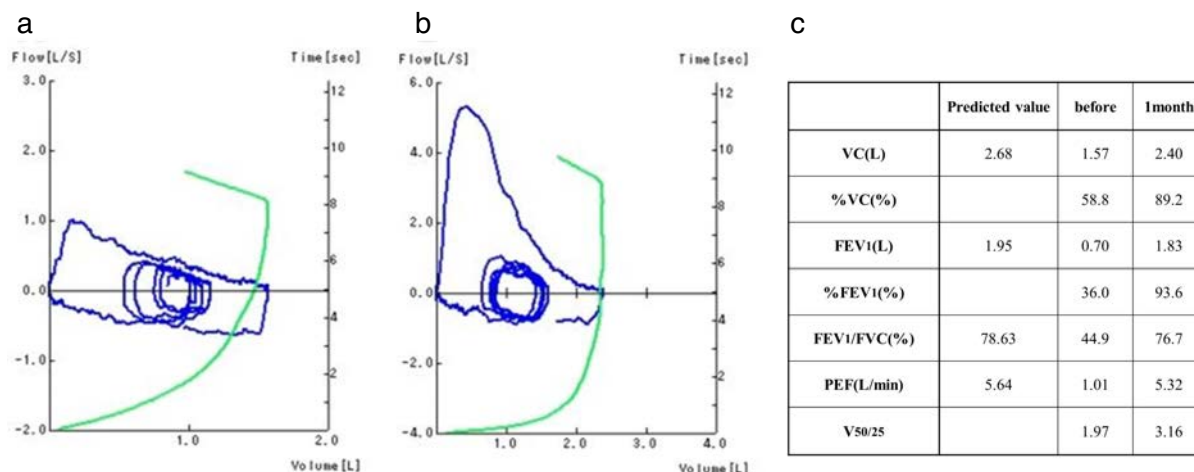 a
Flow[L/S]
Time[sec]
3.0
2.0
1.0
0.0
-1.0
-2.0
12
10
8
6
4
2
1.0
2.0
Volume[L]
b
Flow[L/S]
Time[sec]
6.0
4.0
2.0
0.0
-2.0
-4.0
12
10
8
6
4
2
1.0
2.0
3.0
4.0
Volume[L]
c
Predicted value before 1month
VC(L) 2.68 1.57 2.40
%VC(%) 58.8 89.2
FEV1(L) 1.95 0.70 1.83
%FEV1(%) 36.0 93.6
FEV1/FVC(%) 78.63 44.9 76.7
PEF(L/min) 5.64 1.01 5.32
V50/25 1.97 3.16